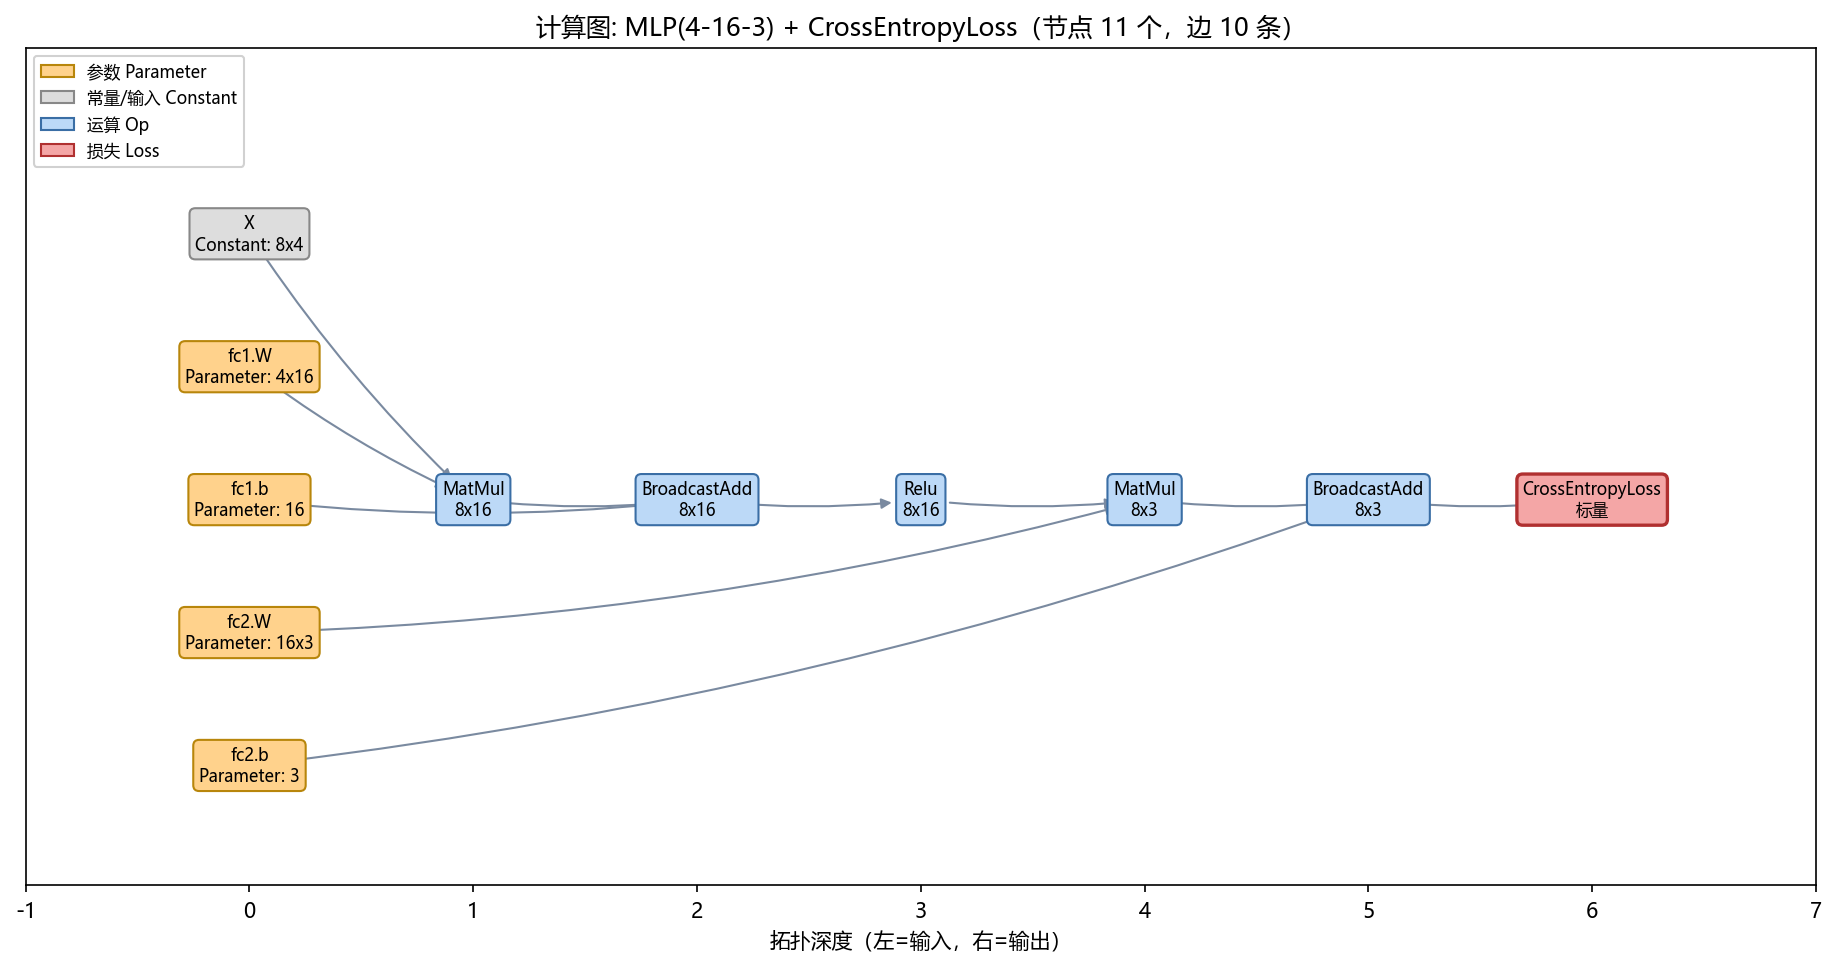 计算图: MLP(4-16-3) + CrossEntropyLoss（节点 11 个，边 10 条）
参数 Parameter
常量/输入 Constant
运算 Op
损失 Loss
X
Constant: 8x4
fc1.W
Parameter: 4x16
fc1.b
Parameter: 16
MatMul
8x16
BroadcastAdd
8x16
Relu
8x16
MatMul
8x3
BroadcastAdd
8x3
CrossEntropyLoss
标量
fc2.W
Parameter: 16x3
fc2.b
Parameter: 3
-1
0
1
2
3
4
5
6
7
拓扑深度（左=输入，右=输出）